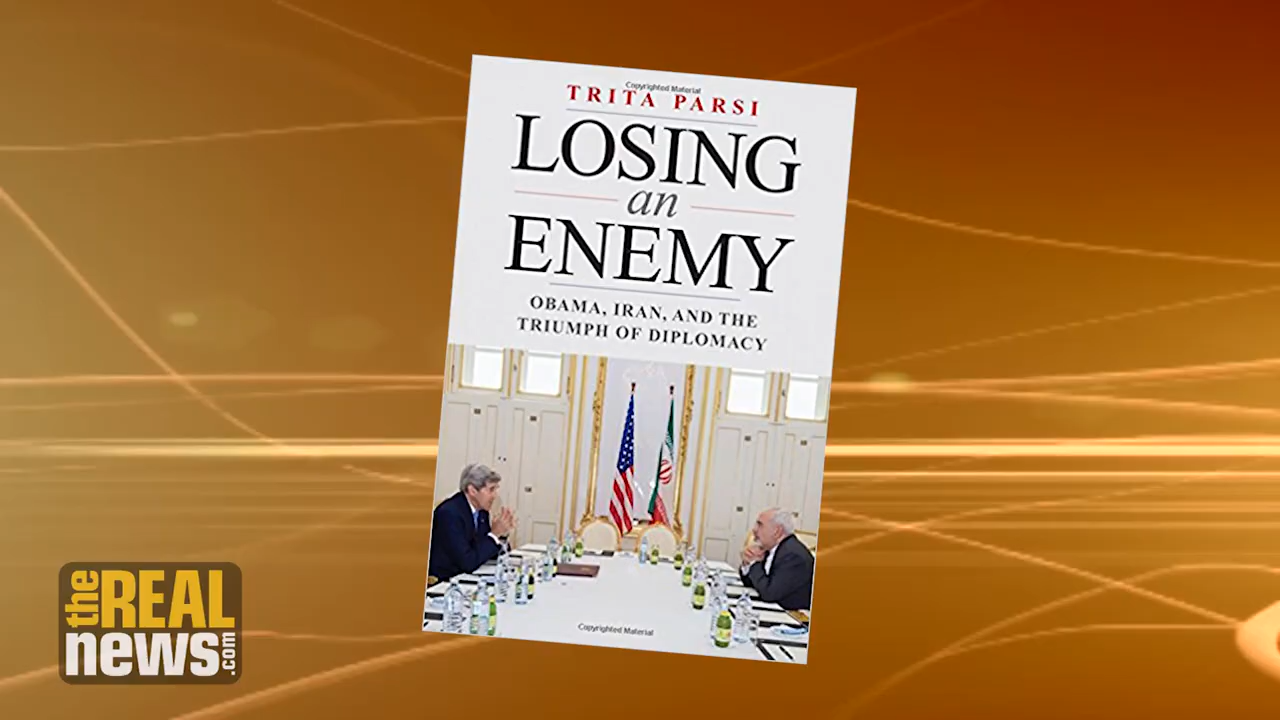 Copyrighted Material
TRITA PARSI
LOSING
an
ENEMY
OBAMA, IRAN, AND THE
TRIUMPH OF DIPLOMACY
Copyrighted Material
the REAL
news.com